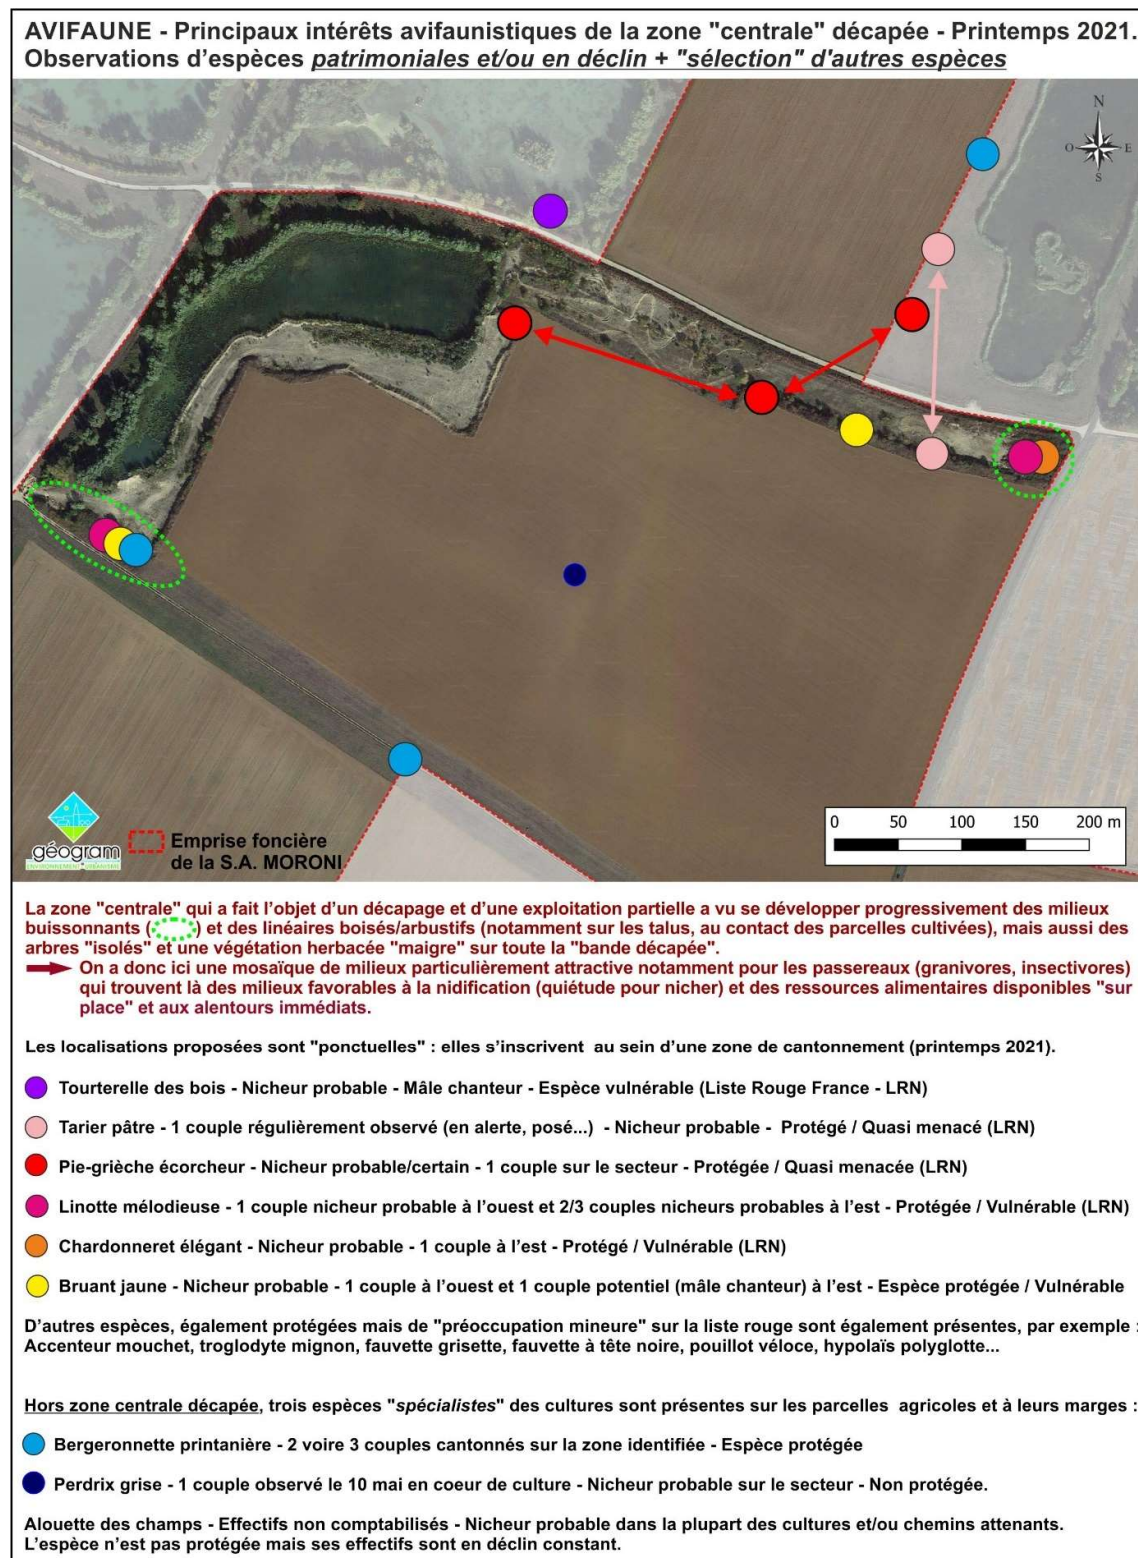 AVIFAUNE - Principaux intérêts avifaunistiques de la zone "centrale" décapée - Printemps 2021.
Observations d'espèces patrimoniales et/ou en déclin + "sélection" d'autres espèces
N
O
E
S
0 50 100 150 200 m
géogram
ENVIRONNEMENT URBANISME
Emprise foncière
de la S.A. MORONI
La zone "centrale" qui a fait l'objet d'un décapage et d'une exploitation partielle a vu se développer progressivement des milieux
buissonnants ( ) et des linéaires boisés/arbustifs (notamment sur les talus, au contact des parcelles cultivées), mais aussi des
arbres "isolés" et une végétation herbacée "maigre" sur toute la "bande décapée".
On a donc ici une mosaïque de milieux particulièrement attractive notamment pour les passereaux (granivores, insectivores)
qui trouvent là des milieux favorables à la nidification (quiétude pour nicher) et des ressources alimentaires disponibles "sur
place" et aux alentours immédiats.
Les localisations proposées sont "ponctuelles" : elles s'inscrivent au sein d'une zone de cantonnement (printemps 2021).
Tourterelle des bois - Nicheur probable - Mâle chanteur - Espèce vulnérable (Liste Rouge France - LRN)
Tarier pâtre - 1 couple régulièrement observé (en alerte, posé...) - Nicheur probable - Protégé / Quasi menacé (LRN)
Pie-grièche écorcheur - Nicheur probable/certain - 1 couple sur le secteur - Protégée / Quasi menacée (LRN)
Linotte mélodieuse - 1 couple nicheur probable à l'ouest et 2/3 couples nicheurs probables à l'est - Protégée / Vulnérable (LRN)
Chardonneret élégant - Nicheur probable - 1 couple à l'est - Protégé / Vulnérable (LRN)
Bruant jaune - Nicheur probable - 1 couple à l'ouest et 1 couple potentiel (mâle chanteur) à l'est - Espèce protégée / Vulnérable
D'autres espèces, également protégées mais de "préoccupation mineure" sur la liste rouge sont également présentes, par exemple :
Accenteur mouchet, troglodyte mignon, fauvette grisette, fauvette à tête noire, pouillot véloce, hypolaïs polyglotte...
Hors zone centrale décapée, trois espèces "spécialistes" des cultures sont présentes sur les parcelles agricoles et à leurs marges :
Bergeronnette printanière - 2 voire 3 couples cantonnés sur la zone identifiée - Espèce protégée
Perdrix grise - 1 couple observé le 10 mai en coeur de culture - Nicheur probable sur le secteur - Non protégée.
Alouette des champs - Effectifs non comptabilisés - Nicheur probable dans la plupart des cultures et/ou chemins attenants.
L'espèce n'est pas protégée mais ses effectifs sont en déclin constant.